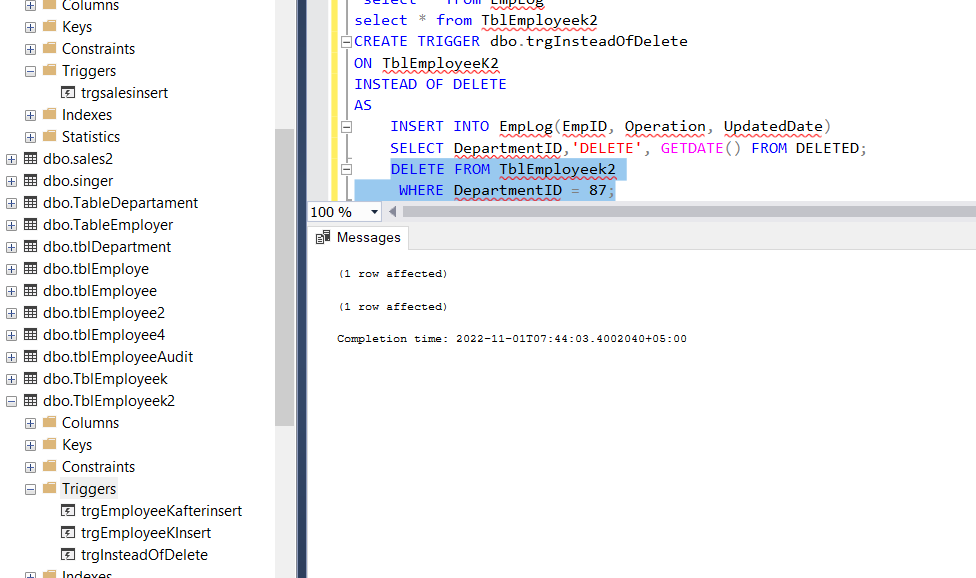 Columns
Keys
Constraints
Triggers
trgsalesinsert
Indexes
Statistics
dbo.sales2
dbo.singer
dbo.TableDepartament
dbo.TableEmployer
dbo.tblDepartment
dbo.tblEmploye
dbo.tblEmployee
dbo.tblEmployee2
dbo.tblEmployee4
dbo.tblEmployeeAudit
dbo.TblEmployeek
dbo.TblEmployeek2
Columns
Keys
Constraints
Triggers
trgEmployeeKafterinsert
trgEmployeeKInsert
trgInsteadOfDelete
Indexes
select * from EmpLog
select * from TblEmployeek2
CREATE TRIGGER dbo.trgInsteadOfDelete
ON TblEmployeeK2
INSTEAD OF DELETE
AS
INSERT INTO EmpLog(EmpID, Operation, UpdatedDate)
SELECT DepartmentID,'DELETE', GETDATE() FROM DELETED;
DELETE FROM TblEmployeek2
WHERE DepartmentID = 87;
100 %
Messages
(1 row affected)
(1 row affected)
Completion time: 2022-11-01T07:44:03.4002040+05:00